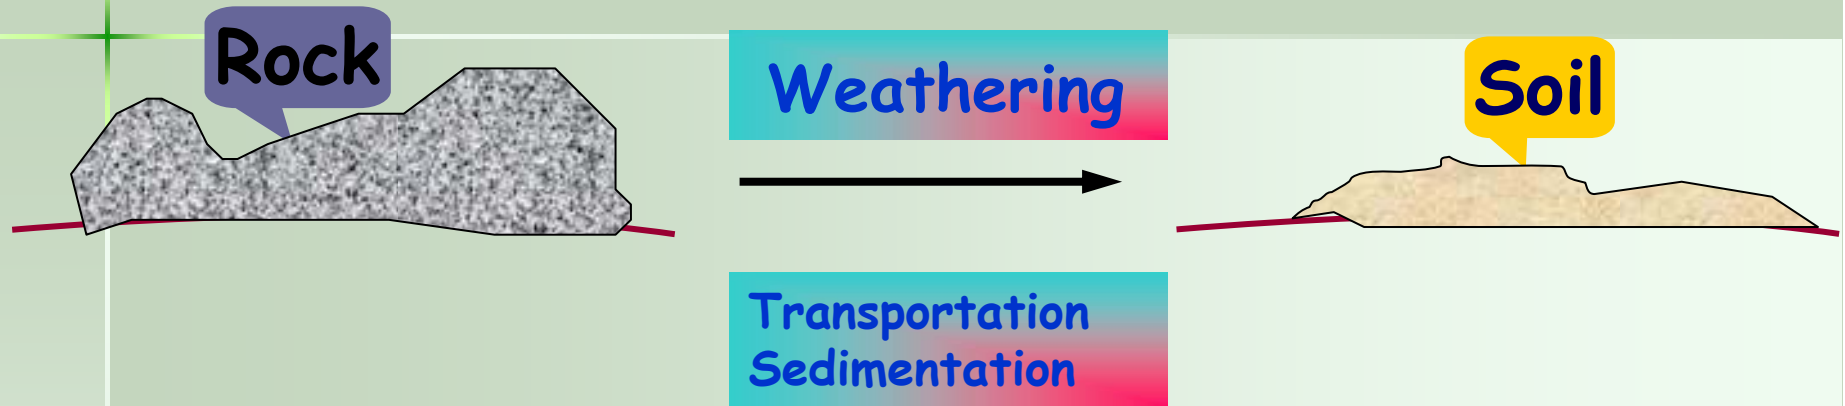 Rock
Weathering
Soil
Transportation
Sedimentation